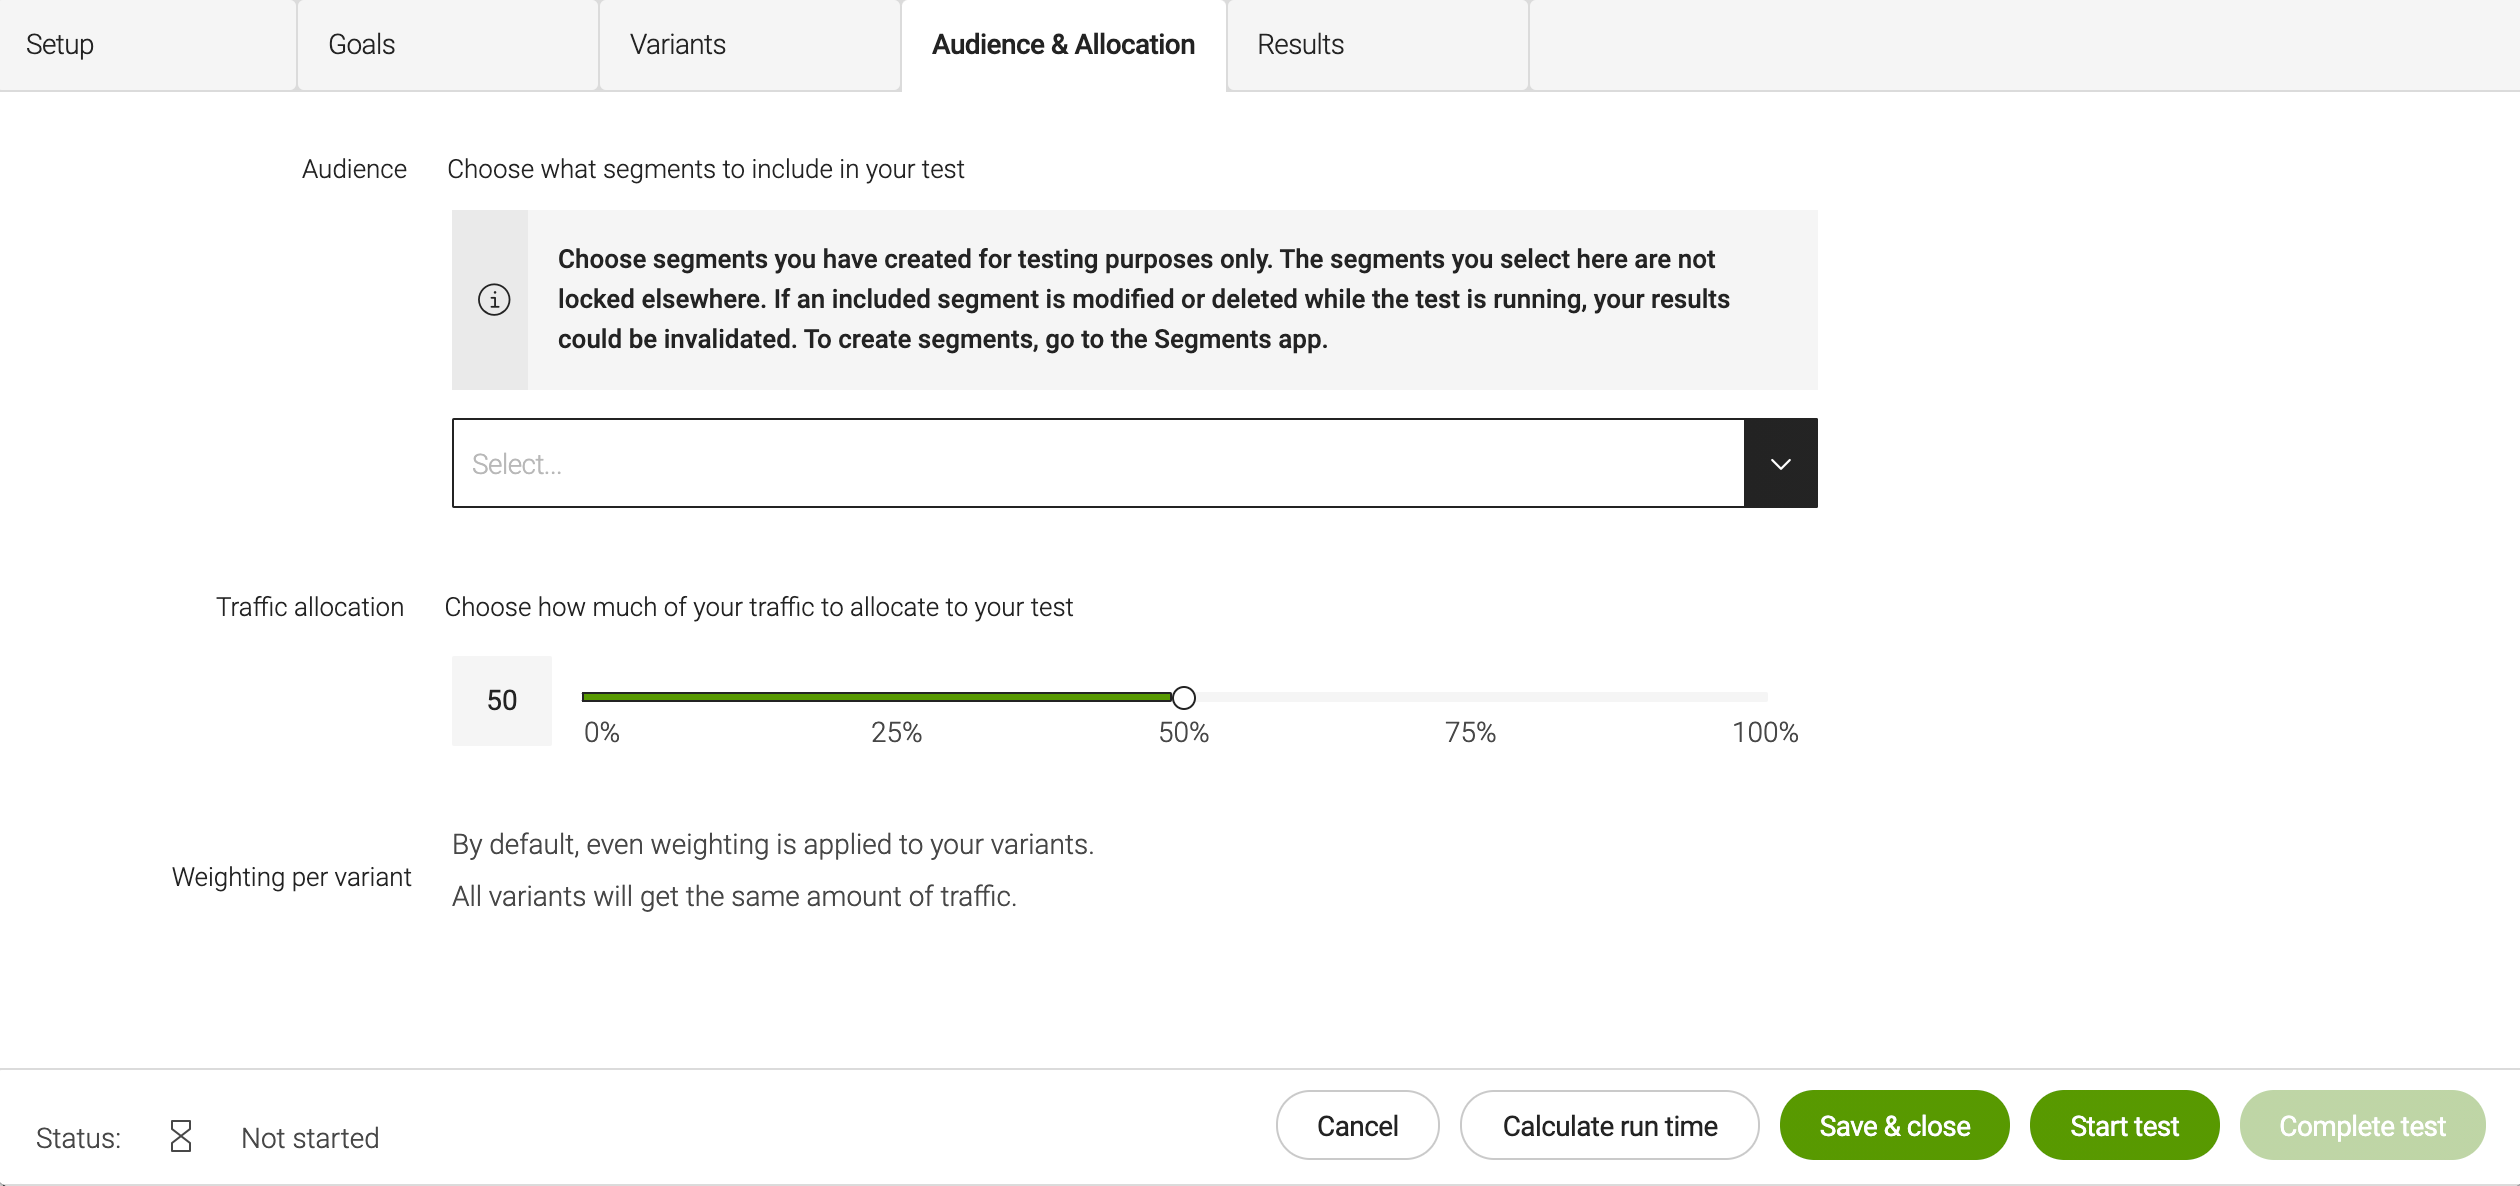 Setup
Goals
Variants
Audience & Allocation
Results
Audience
Choose what segments to include in your test
Choose segments you have created for testing purposes only. The segments you select here are not
locked elsewhere. If an included segment is modified or deleted while the test is running, your results
could be invalidated. To create segments, go to the Segments app.
Select...
Traffic allocation
Choose how much of your traffic to allocate to your test
50
0%
25%
50%
75%
100%
Weighting per variant
By default, even weighting is applied to your variants.
All variants will get the same amount of traffic.
Status:
Not started
Cancel
Calculate run time
Save & close
Start test
Complete test